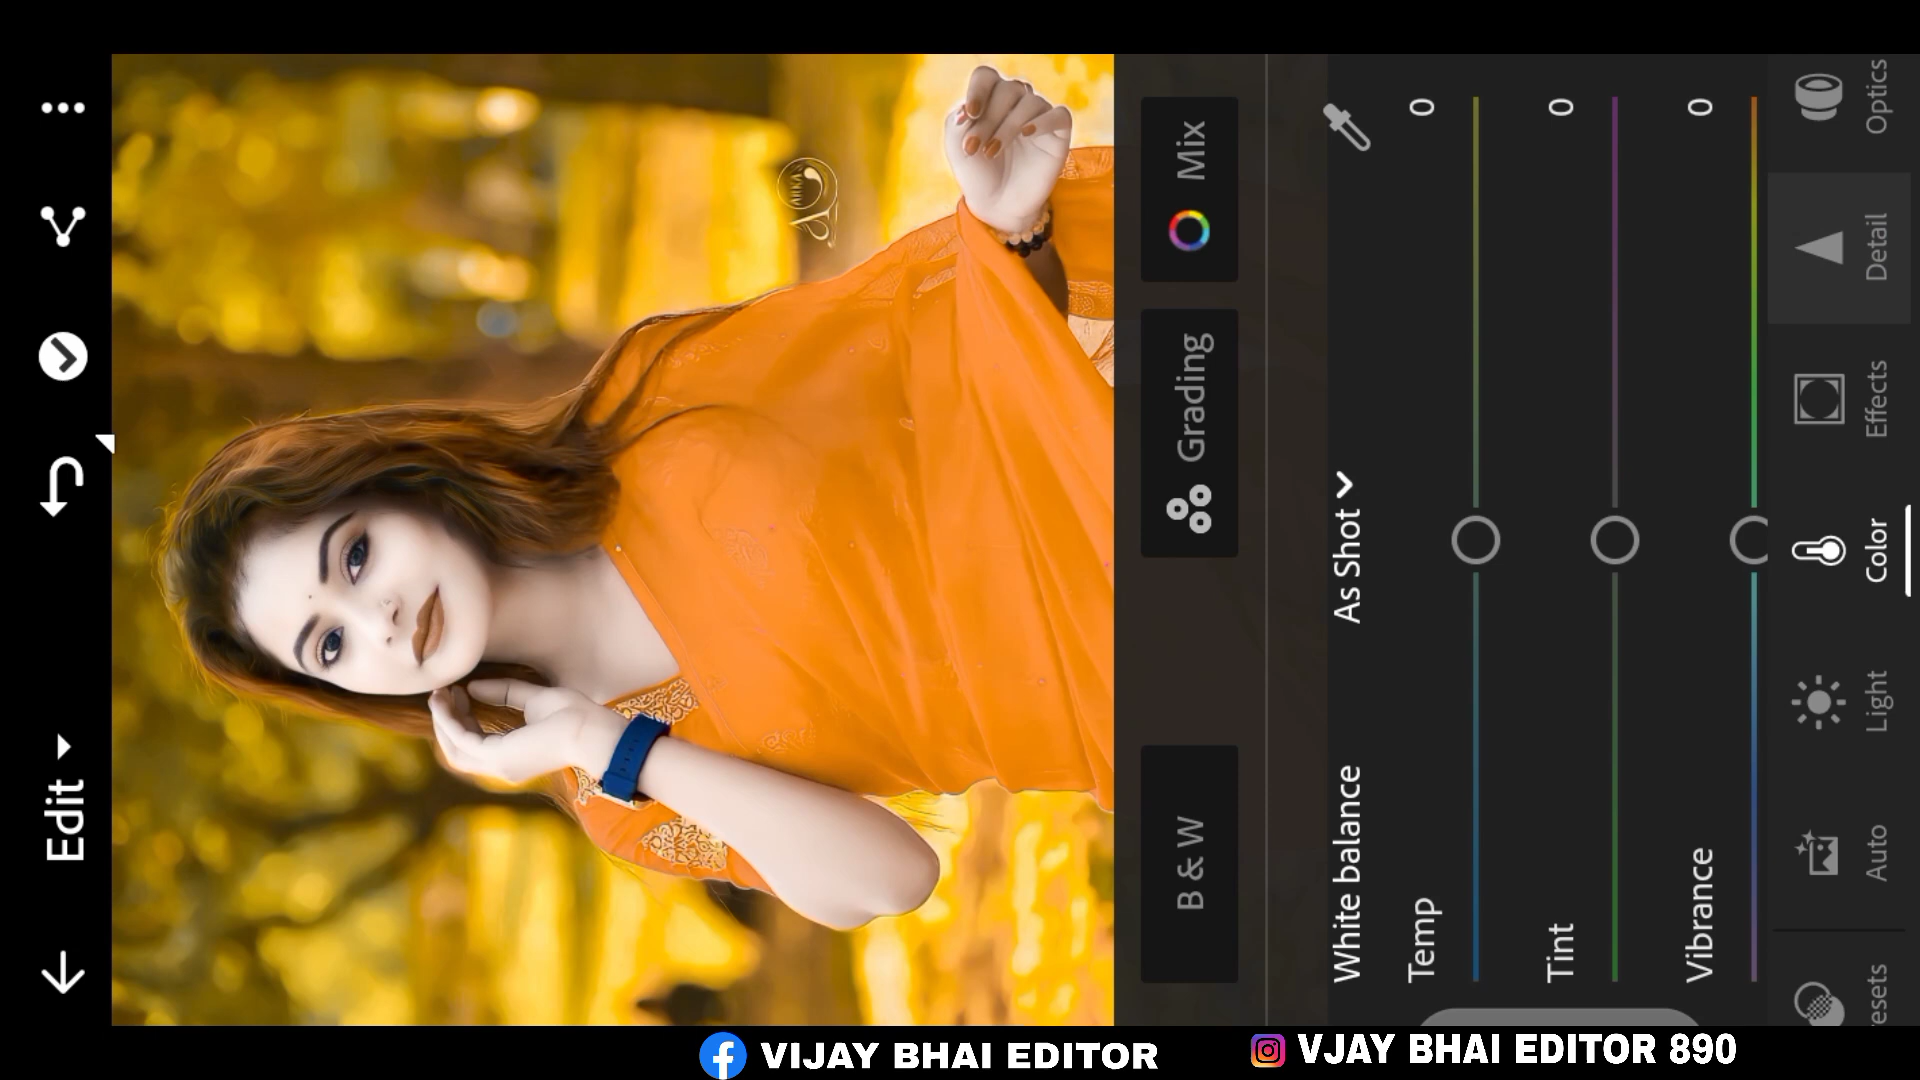 Edit
Mix
Grading
B & W
White balance
As Shot
Temp
0
Tint
0
Vibrance
0
Optics
Detail
Effects
Color
Light
Auto
esets
VIJAY BHAI EDITOR
VJAY BHAI EDITOR 890